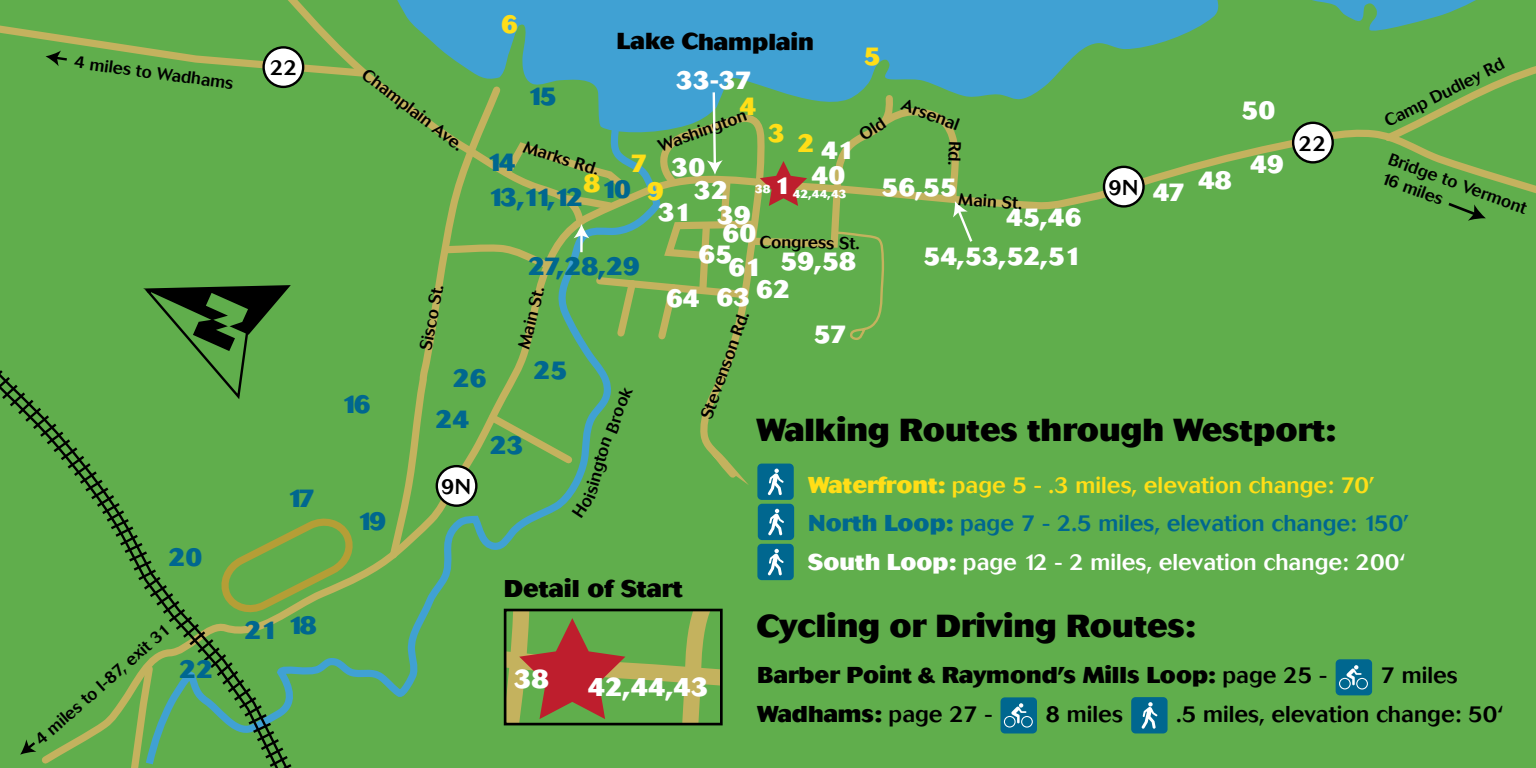 6
Lake Champlain
5
22
4 miles to Wadhams
33-37
Champlain Ave.
15
4
Washington
3
2
Old
Arsenal
Rd.
50
Camp Dudley Rd
22
14
Marks Rd.
7
30
41
40
49
48
47
Bridge to Vermont
16 miles
13,11,12
8
10
9
32
38
1
42,44,43
56,55
Main St.
9N
31
39
45,46
60
Congress St.
65
59,58
54,53,52,51
27,28,29
61
62
64
63
N
Sisco St.
Main St.
57
Stevenson Rd.
26
25
16
24
23
Hoisington Brook
9N
17
19
20
21
18
22
4 miles to I-87, exit 31
Detail of Start
38
42,44,43
Walking Routes through Westport:
Waterfront: page 5 - .3 miles, elevation change: 70’
North Loop: page 7 - 2.5 miles, elevation change: 150’
South Loop: page 12 - 2 miles, elevation change: 200‘
Cycling or Driving Routes:
Barber Point & Raymond’s Mills Loop: page 25 - 7 miles
Wadhams: page 27 - 8 miles .5 miles, elevation change: 50‘